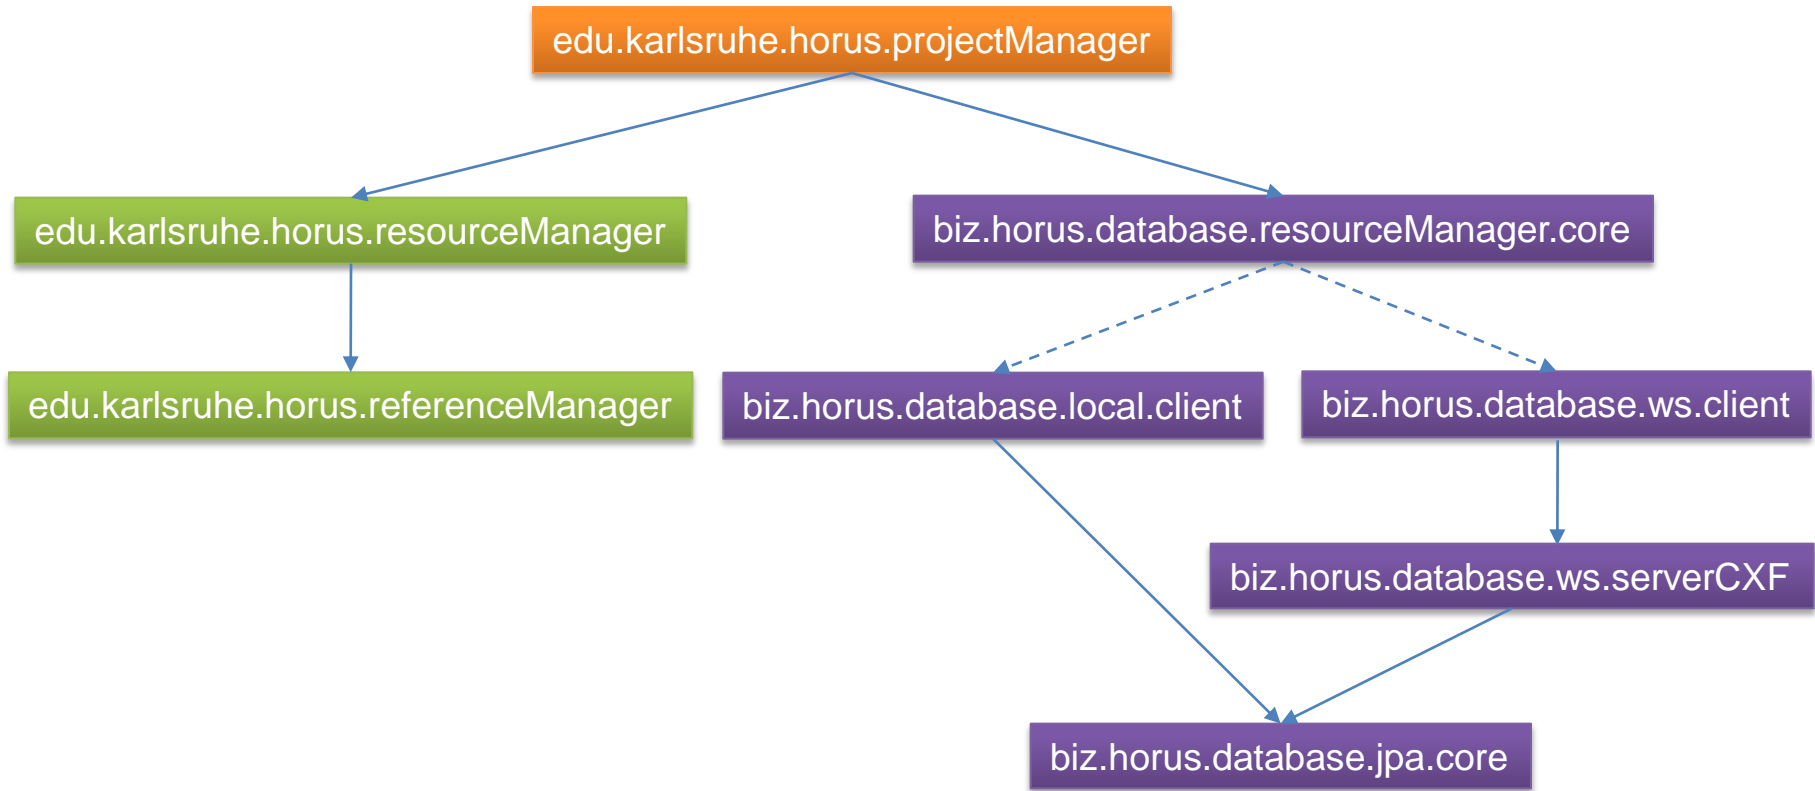 edu.karlsruhe.horus.projectManager
edu.karlsruhe.horus.resourceManager
biz.horus.database.resourceManager.core
edu.karlsruhe.horus.referenceManager
biz.horus.database.local.client
biz.horus.database.ws.client
biz.horus.database.ws.serverCXF
biz.horus.database.jpa.core